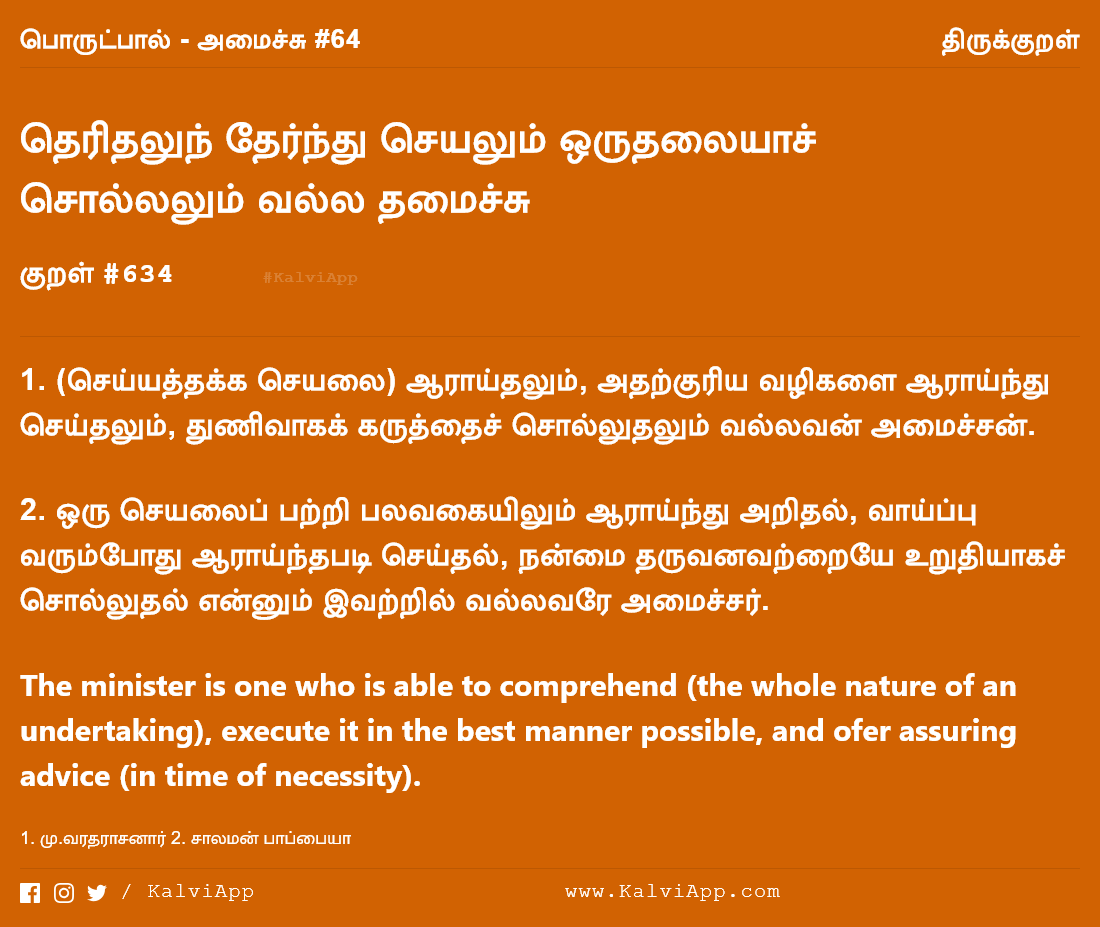 பொருட்பால் - அமைச்சு #64
திருக்குறள்
தெரிதலுந் தேர்ந்து செயலும் ஒருதலையாச்
சொல்லலும் வல்ல தமைச்சு
குறள் #634
#KalviApp
1. (செய்யத்தக்க செயலை) ஆராய்தலும், அதற்குரிய வழிகளை ஆராய்ந்து
செய்தலும், துணிவாகக் கருத்தைச் சொல்லுதலும் வல்லவன் அமைச்சன்.
2. ஒரு செயலைப் பற்றி பலவகையிலும் ஆராய்ந்து அறிதல், வாய்ப்பு
வரும்போது ஆராய்ந்தபடி செய்தல், நன்மை தருவனவற்றையே உறுதியாகச்
சொல்லுதல் என்னும் இவற்றில் வல்லவரே அமைச்சர்.
The minister is one who is able to comprehend (the whole nature of an
undertaking), execute it in the best manner possible, and ofer assuring
advice (in time of necessity).
1. மு.வரதராசனார் 2. சாலமன் பாப்பையா
/ KalviApp
www.KalviApp.com